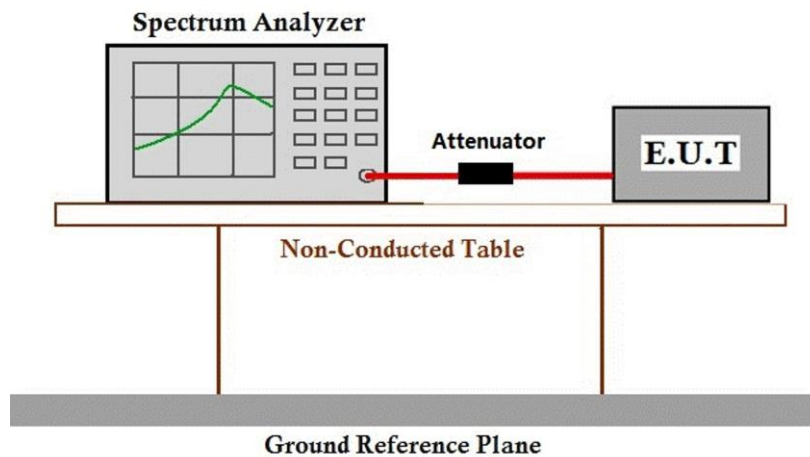 Spectrum Analyzer
Attenuator
E.U.T
Non-Conducted Table
Ground Reference Plane